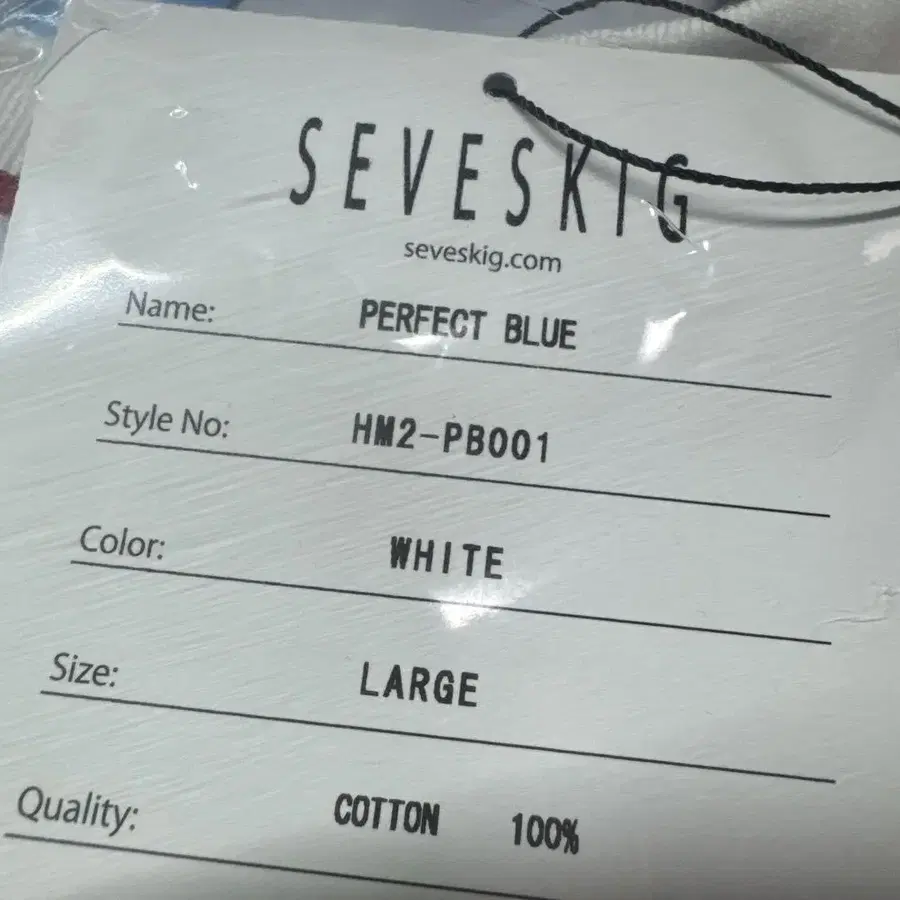 SEVESKIG
seveskig.com
Name: PERFECT BLUE
Style No: HM2-PB001
Color: WHITE
Size: LARGE
Quality: COTTON 100%